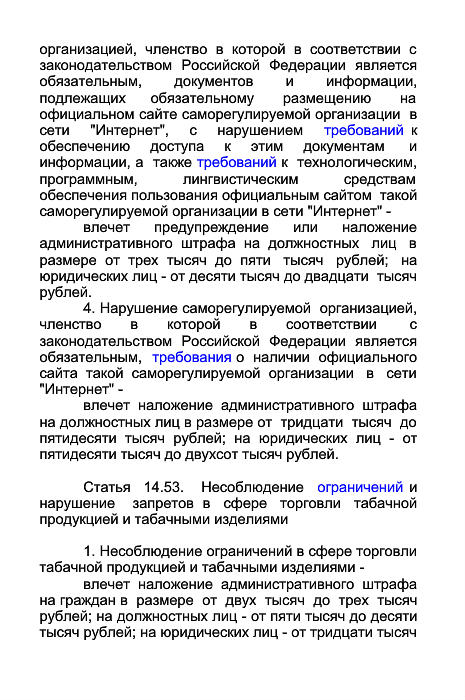 организацией, членство в которой в соответствии с
законодательством Российской Федерации является
обязательным, документов и информации,
подлежащих обязательному размещению на
официальном сайте саморегулируемой организации в
сети "Интернет", с нарушением требований к
обеспечению доступа к этим документам и
информации, а также требований к технологическим,
программным, лингвистическим средствам
обеспечения пользования официальным сайтом такой
саморегулируемой организации в сети "Интернет" -
влечет предупреждение или наложение
административного штрафа на должностных лиц в
размере от трех тысяч до пяти тысяч рублей; на
юридических лиц - от десяти тысяч до двадцати тысяч
рублей.
4. Нарушение саморегулируемой организацией,
членство в которой в соответствии с
законодательством Российской Федерации является
обязательным, требования о наличии официального
сайта такой саморегулируемой организации в сети
"Интернет" -
влечет наложение административного штрафа
на должностных лиц в размере от тридцати тысяч до
пятидесяти тысяч рублей; на юридических лиц - от
пятидесяти тысяч до двухсот тысяч рублей.
Статья 14.53. Несоблюдение ограничений и
нарушение запретов в сфере торговли табачной
продукцией и табачными изделиями
1. Несоблюдение ограничений в сфере торговли
табачной продукцией и табачными изделиями -
влечет наложение административного штрафа
на граждан в размере от двух тысяч до трех тысяч
рублей; на должностных лиц - от пяти тысяч до десяти
тысяч рублей; на юридических лиц - от тридцати тысяч